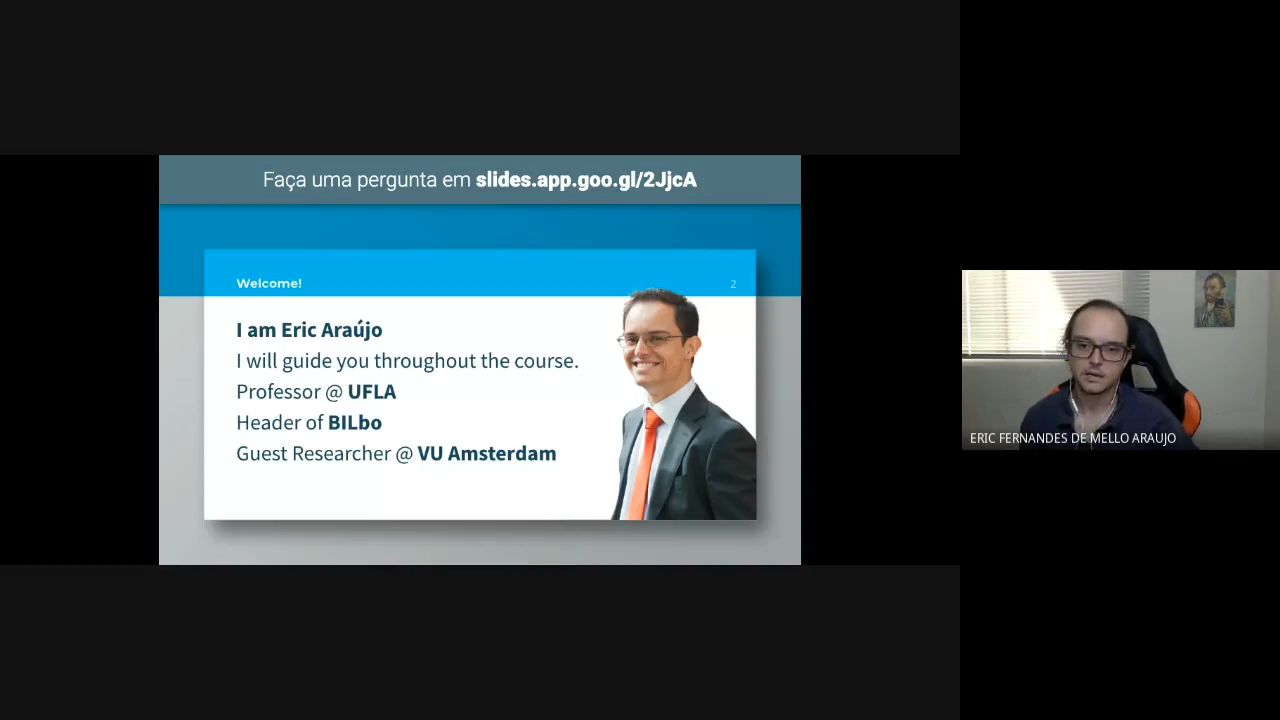 Faça uma pergunta em slides.app.goo.gl/2JjcA
Welcome!
2
I am Eric Araújo
I will guide you throughout the course.
Professor @ UFLA
Header of BILbo
Guest Researcher @ VU Amsterdam
ERIC FERNANDES DE MELLO ARAUJO